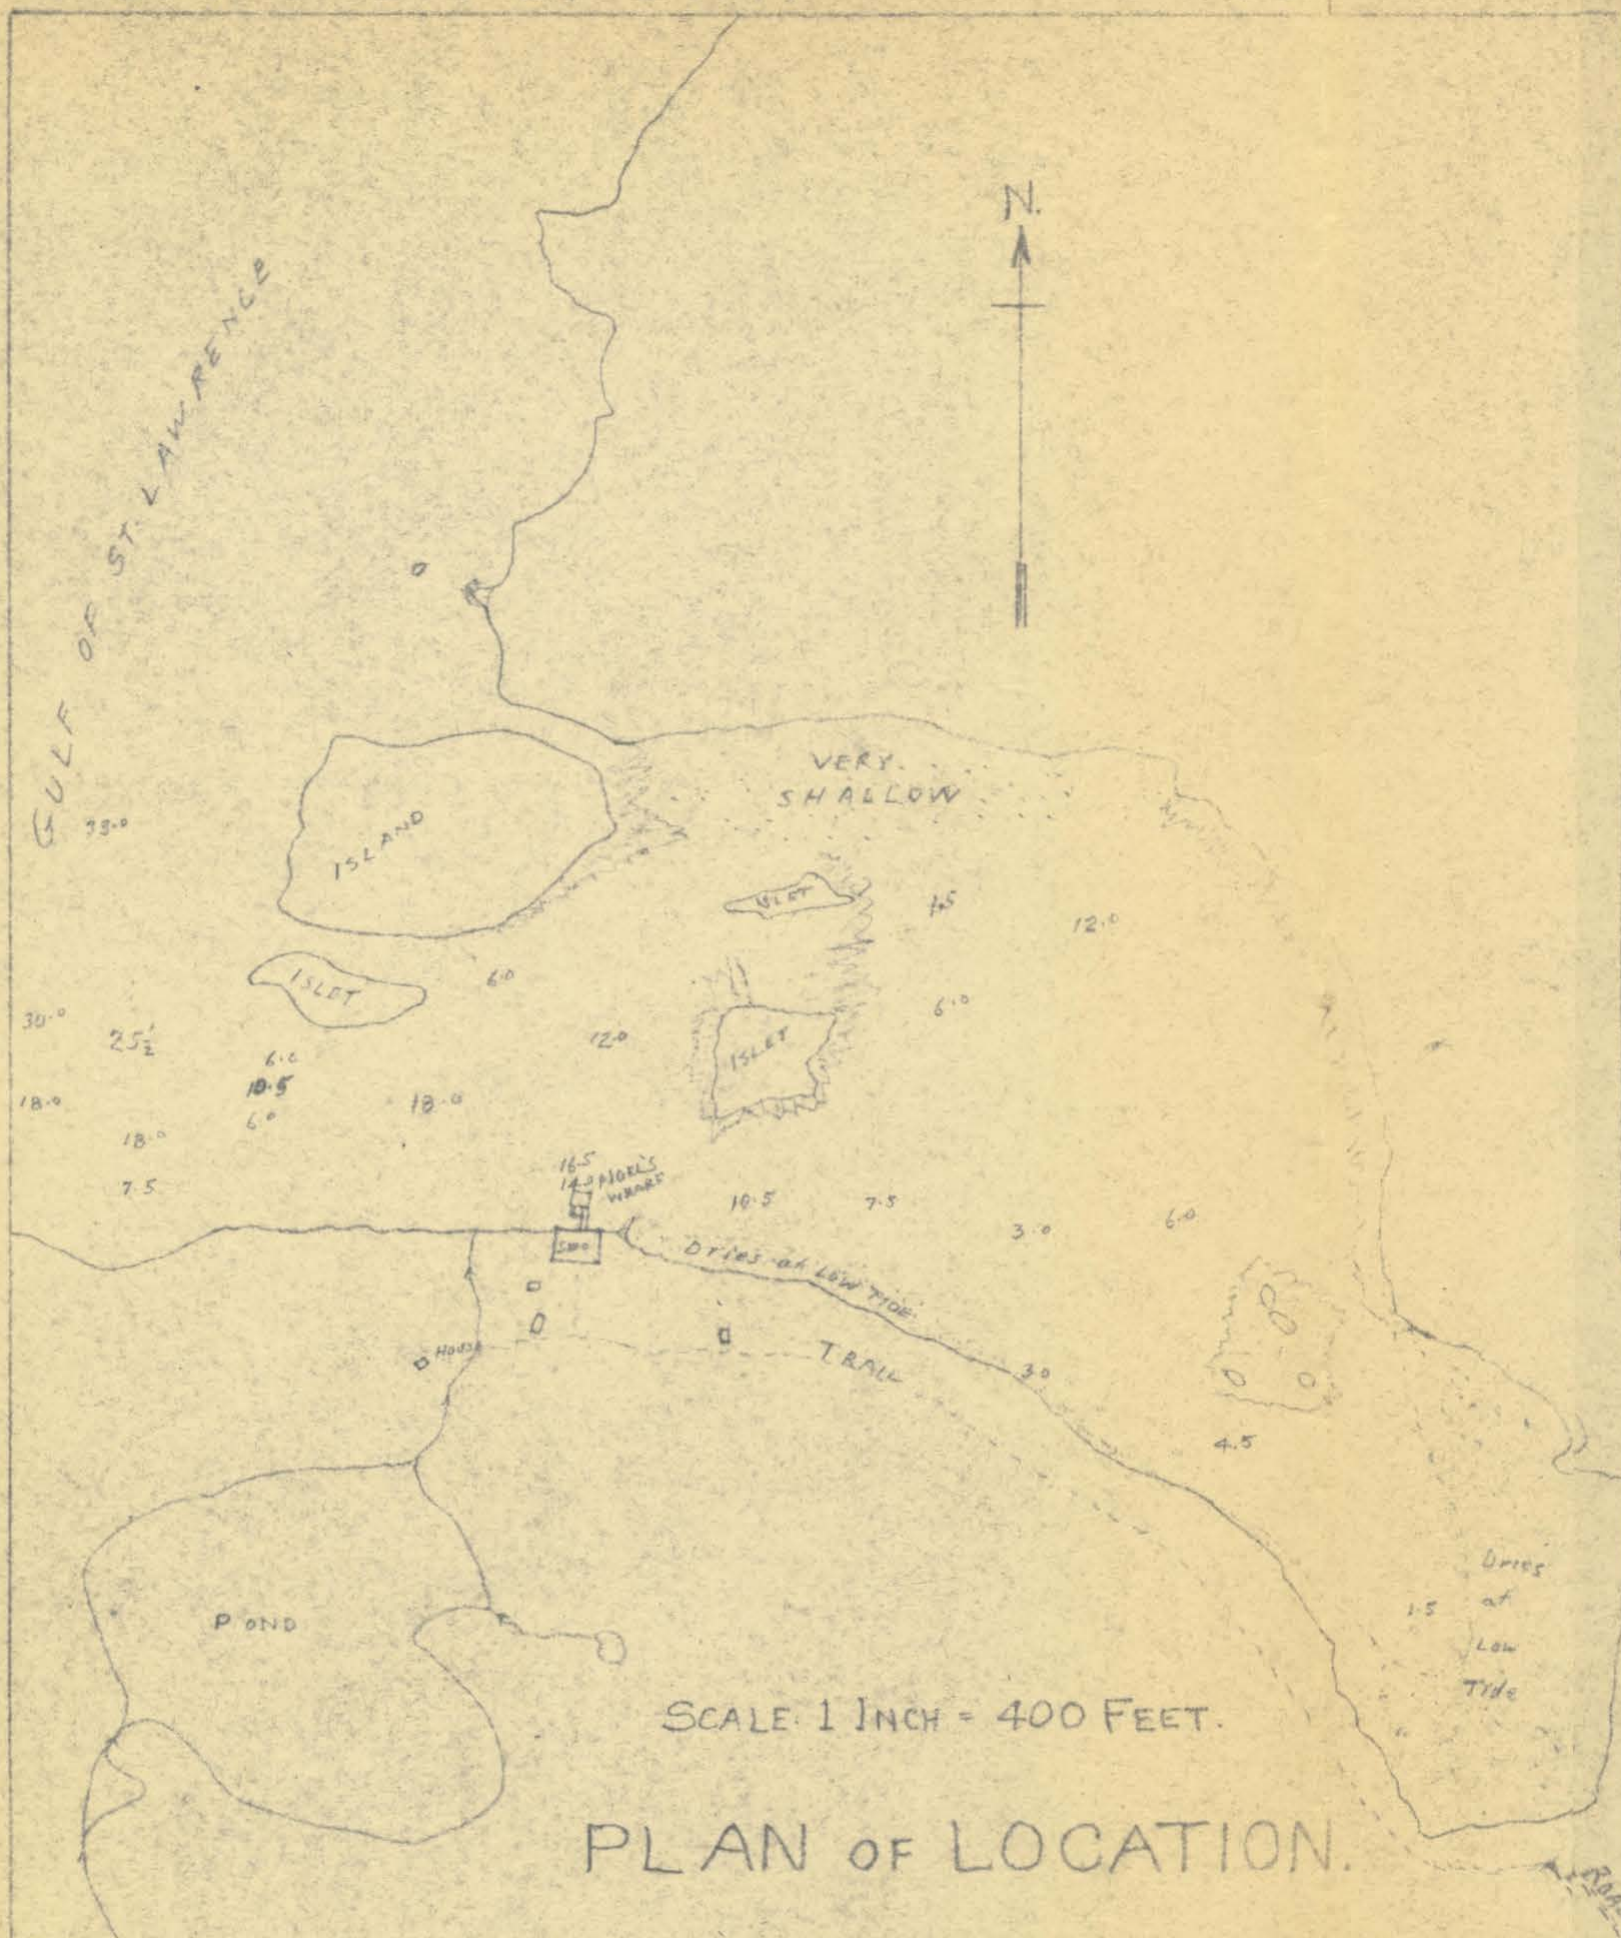 N.
GULF OF ST. LAWRENCE
VERY.
SHALLOW
33.0
ISLAND
ISLET
1.5
12.0
ISLET
6.0
6.0
30.0
25½
12.0
ISLET
6.0
10.5
6.0
18.0
18.0
18.0
7.5
16.5
14.0
WHARF
10.5
7.5
3.0
6.0
Dries at LOW TIDE
HOUSE
TRAIL
3.0
4.5
POND
1.5
Dries
at
Low
Tide
SCALE. 1 INCH = 400 FEET.
PLAN OF LOCATION.